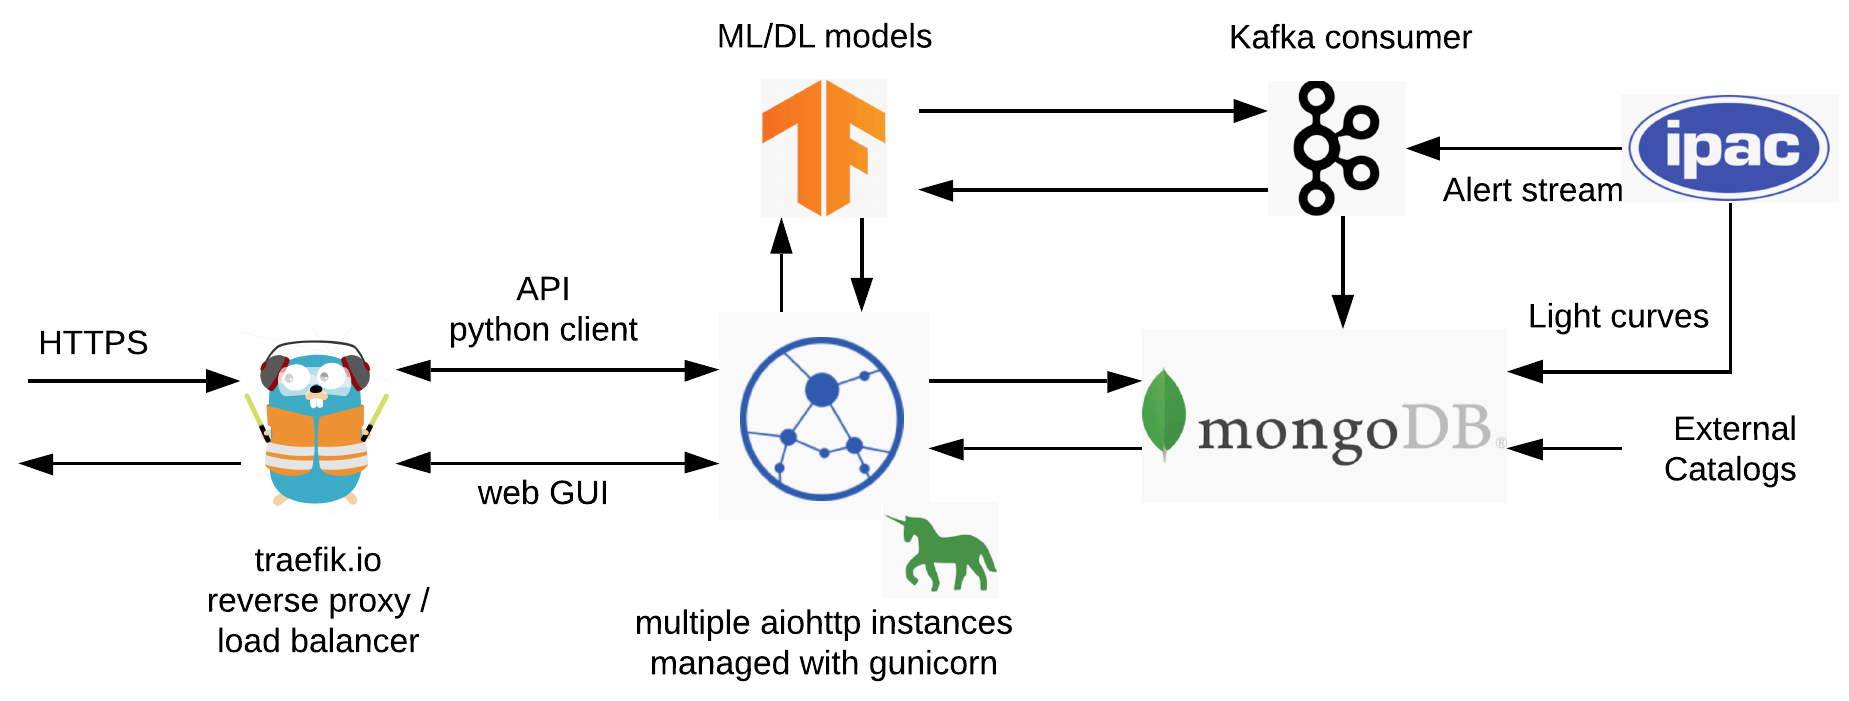 ML/DL models
Kafka consumer
ipac
Alert stream
API
python client
HTTPS
Light curves
mongoDB®
External
Catalogs
web GUI
traefik.io
reverse proxy /
load balancer
multiple aiohttp instances
managed with gunicorn